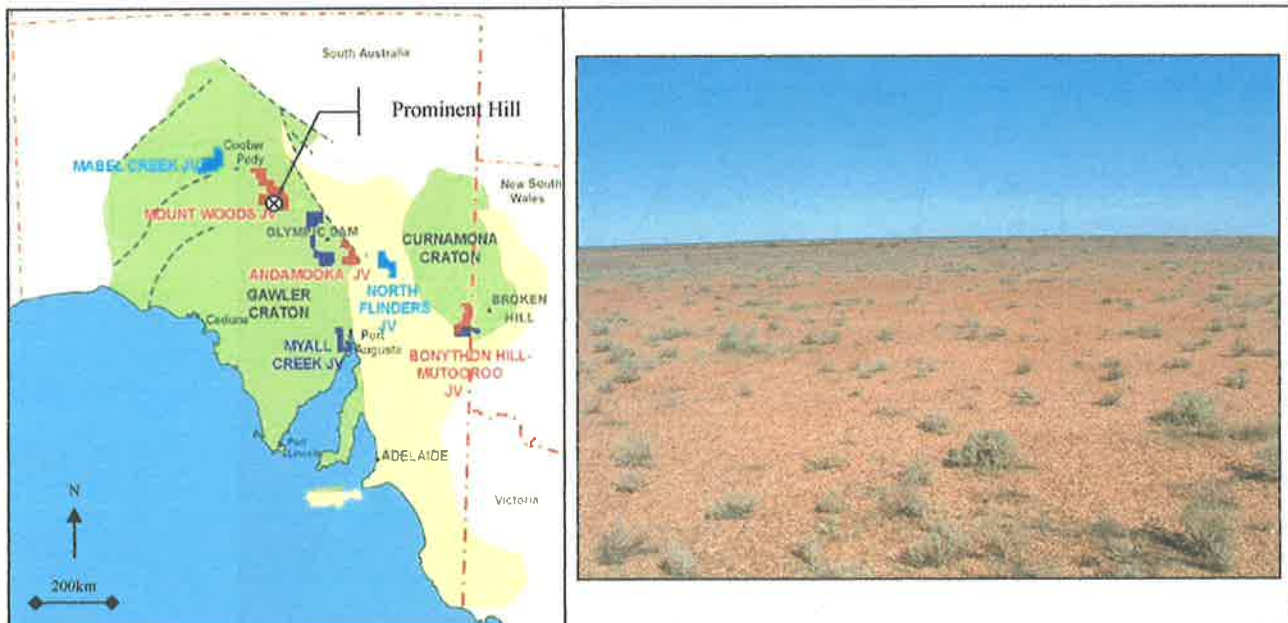 South Australia
Prominent Hill
Coober
Pedy
MABEL CREEK JV
MOUNT WOODS JV
New South
Wales
OLYMPIC DAM
CURNAMONA
CRATON
ANDAMOOKA JV
GAWLER
CRATON
NORTH
FLINDERS
JV
BROKEN
HILL
Ceduna
MYALL
CREEK JV
Port
Augusta
BONYTHON HILL-
MUTOOROO
JV
Port
Lincoln
ADELAIDE
N
Victoria
200km